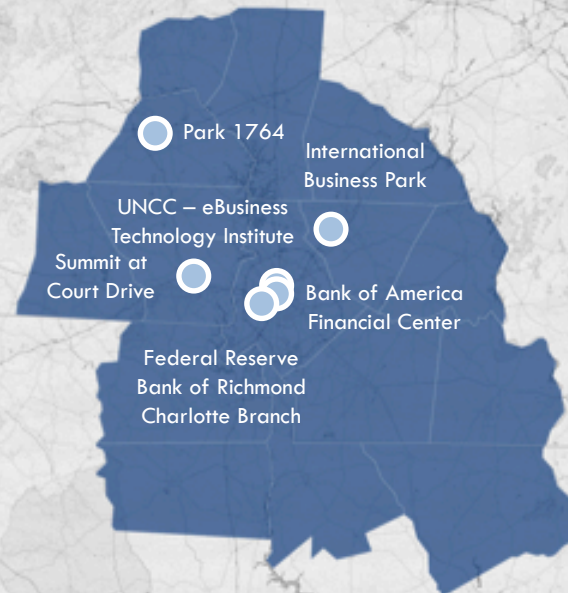 Park 1764
International
Business Park
UNCC – eBusiness
Technology Institute
Summit at
Court Drive
Bank of America
Financial Center
Federal Reserve
Bank of Richmond
Charlotte Branch